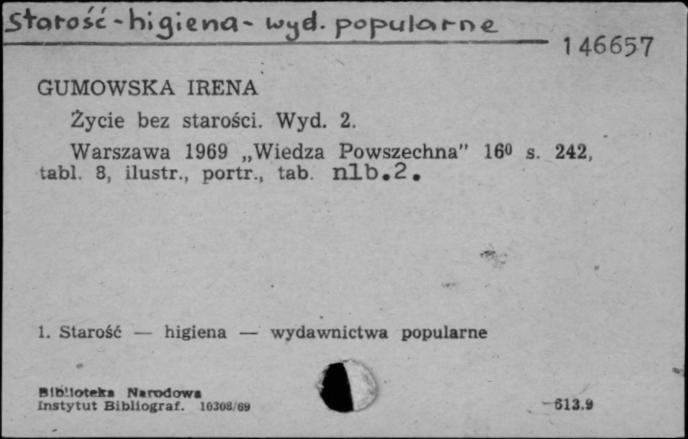 Starość - higiena - wyd. popularne
146657
GUMOWSKA IRENA
Życie bez starości. Wyd. 2.
Warszawa 1969 „Wiedza Powszechna" 16⁰ s. 242,
tabl. 8, ilustr., portr., tab. nlb.2.
1. Starość — higiena — wydawnictwa popularne
Biblioteka Narodowa
Instytut Bibliograf. 10308/69
613.9